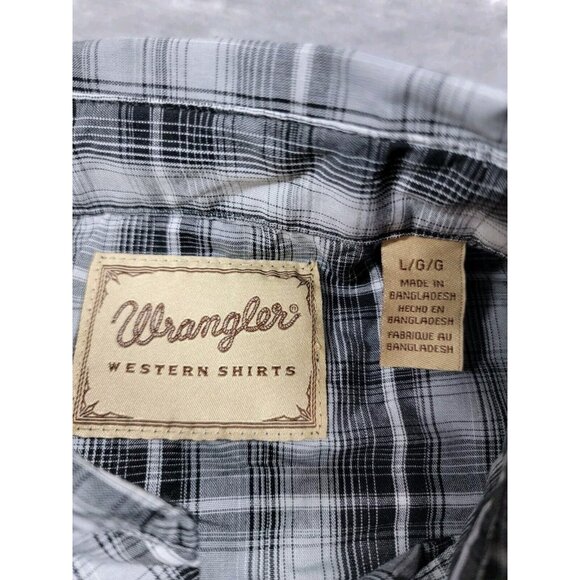 Wrangler®
WESTERN SHIRTS
L/G/G
MADE IN
BANGLADESH
HECHO EN
BANGLADESH
FABRIQUE AU
BANGLADESH